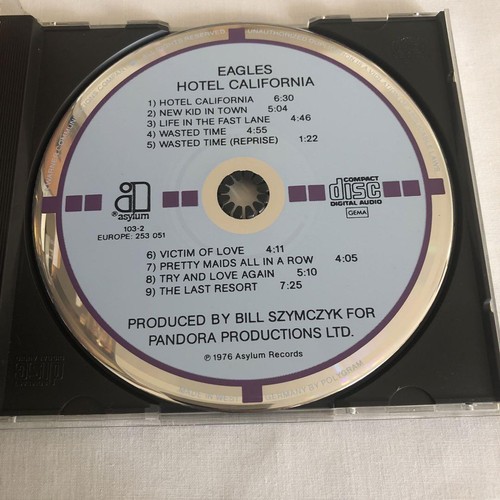 EAGLES
HOTEL CALIFORNIA
1) HOTEL CALIFORNIA 6:30
2) NEW KID IN TOWN 5:04
3) LIFE IN THE FAST LANE 4:46
4) WASTED TIME 4:55
5) WASTED TIME (REPRISE) 1:22
® asylum
103-2
EUROPE: 253 051
COMPACT
disc
DIGITAL AUDIO
GEMA
6) VICTIM OF LOVE 4:11
7) PRETTY MAIDS ALL IN A ROW 4:05
8) TRY AND LOVE AGAIN 5:10
9) THE LAST RESORT 7:25
PRODUCED BY BILL SZYMCZYK FOR
PANDORA PRODUCTIONS LTD.
℗ 1976 Asylum Records
GERMANY BY POLYGRAM